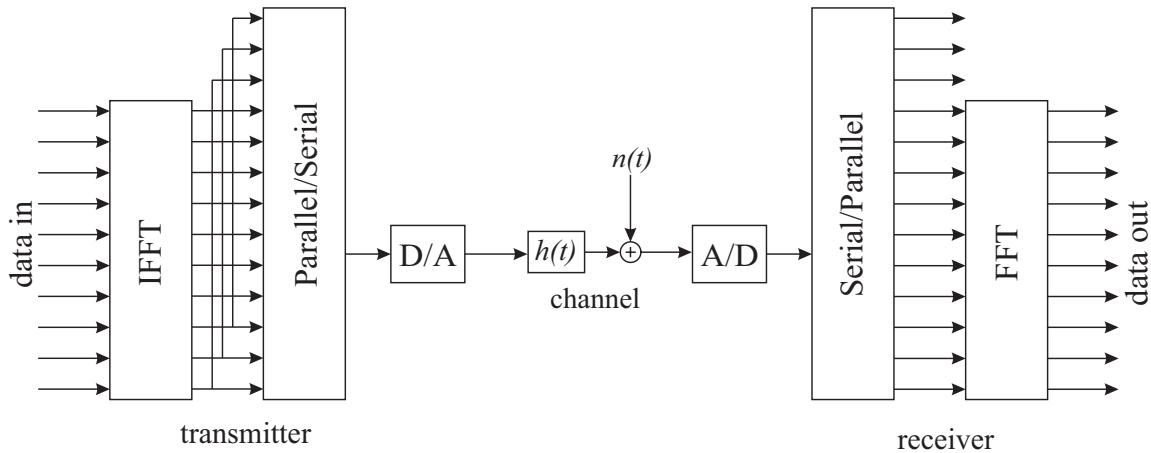 data in
IFFT
Parallel/Serial
transmitter
D/A
h(t)
channel
n(t)
+
A/D
Serial/Parallel
FFT
data out
receiver